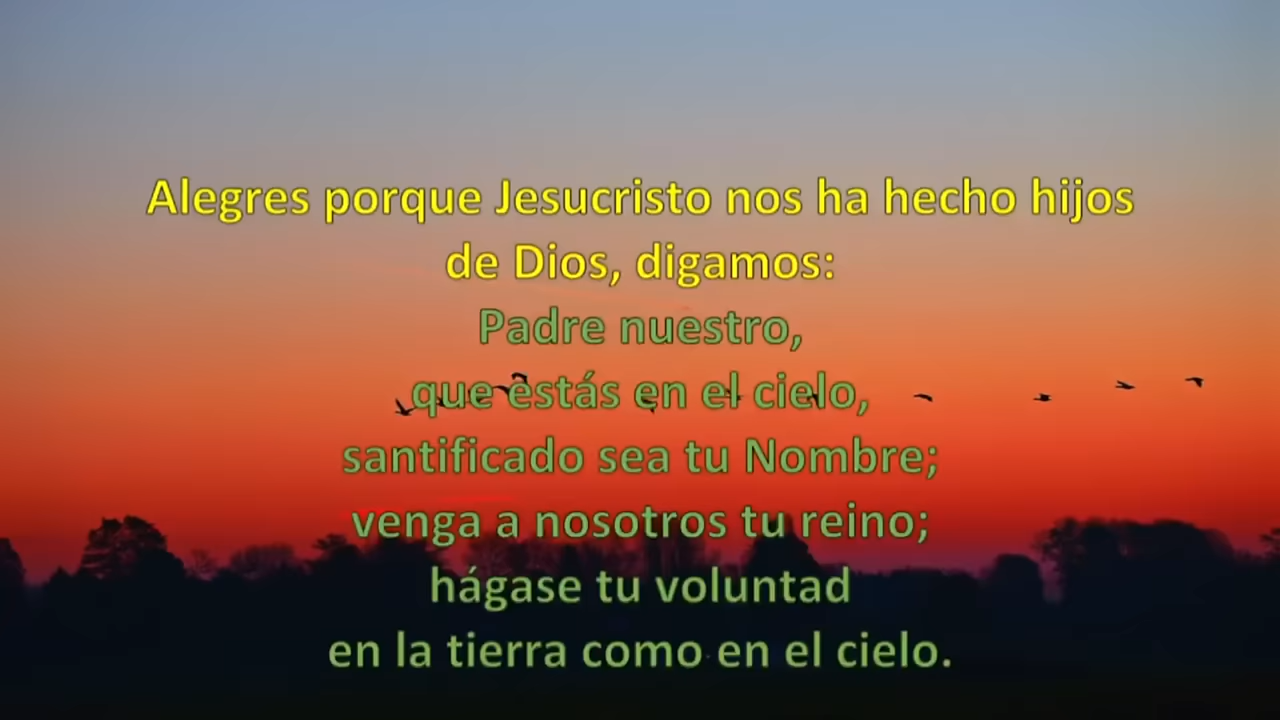 Alegres porque Jesucristo nos ha hecho hijos
de Dios, digamos:
Padre nuestro,
que estás en el cielo,
santificado sea tu Nombre;
venga a nosotros tu reino;
hágase tu voluntad
en la tierra como en el cielo.